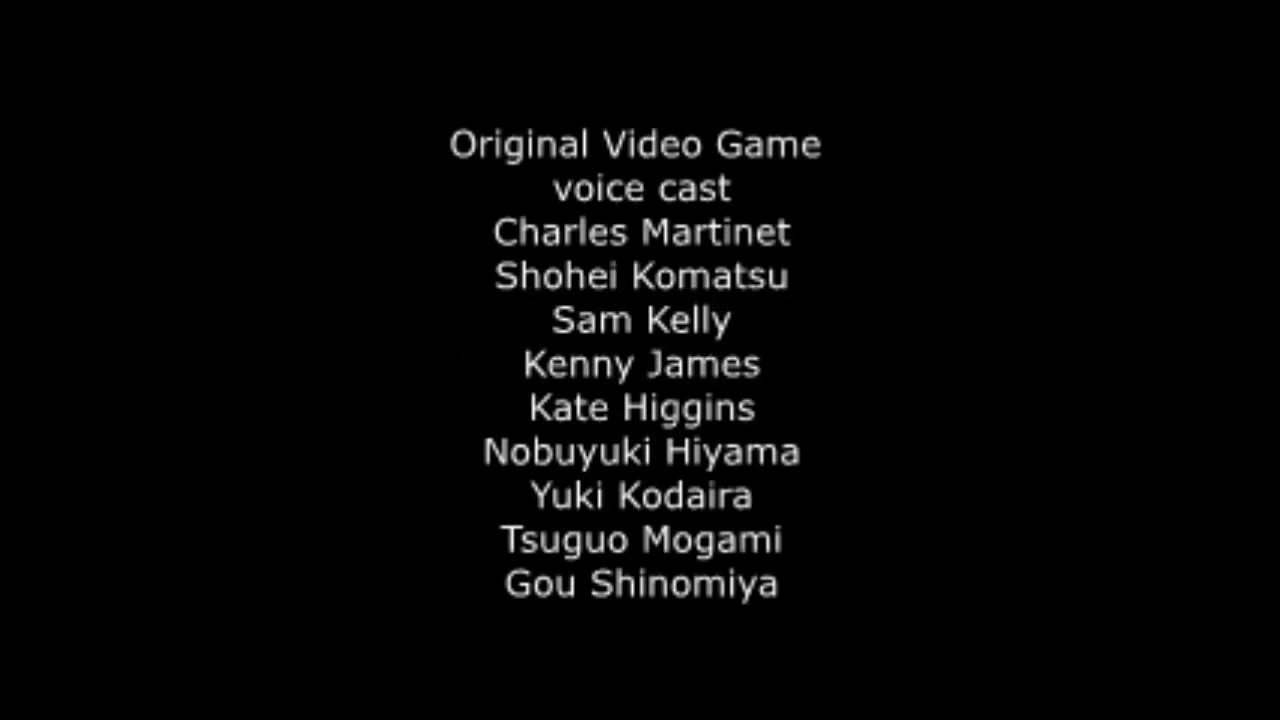 Original Video Game
voice cast
Charles Martinet
Shohei Komatsu
Sam Kelly
Kenny James
Kate Higgins
Nobuyuki Hiyama
Yuki Kodaira
Tsuguo Mogami
Gou Shinomiya